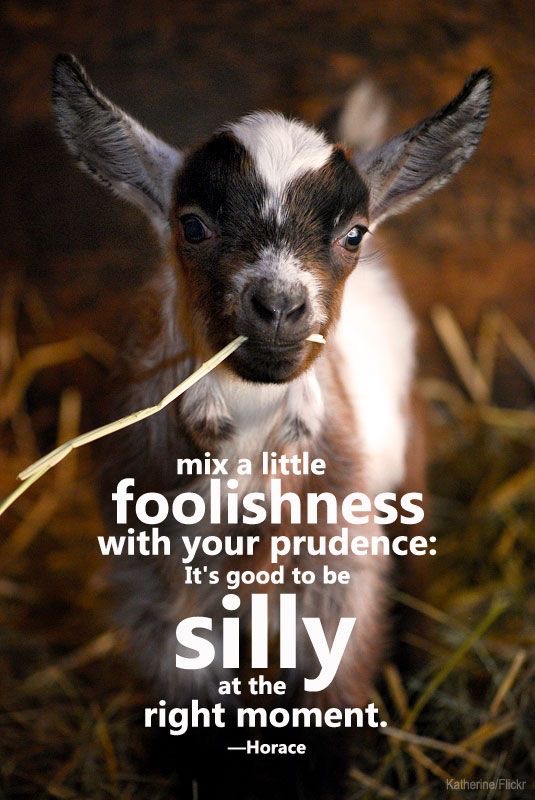 mix a little
foolishness
with your prudence:
It's good to be
silly
at the
right moment.
—Horace
Katherine/Flickr